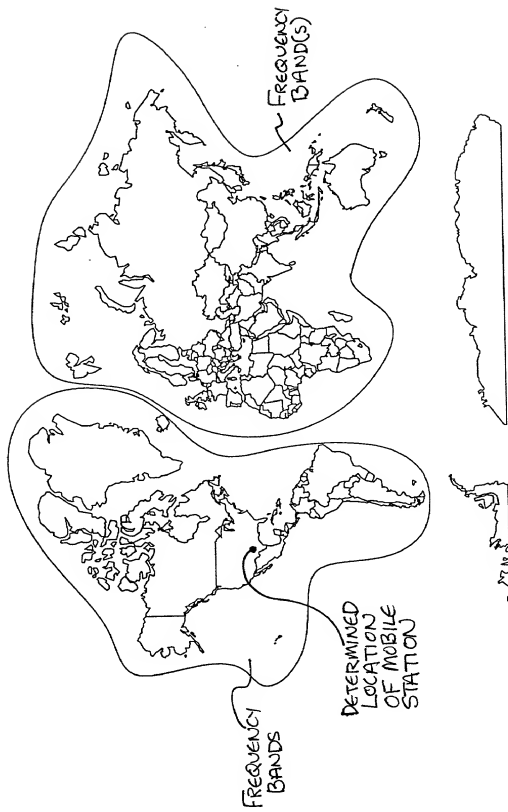 FREQUENCY
BAND(S)
FREQUENCY
BANDS
DETERMINED
LOCATION
OF MOBILE
STATION